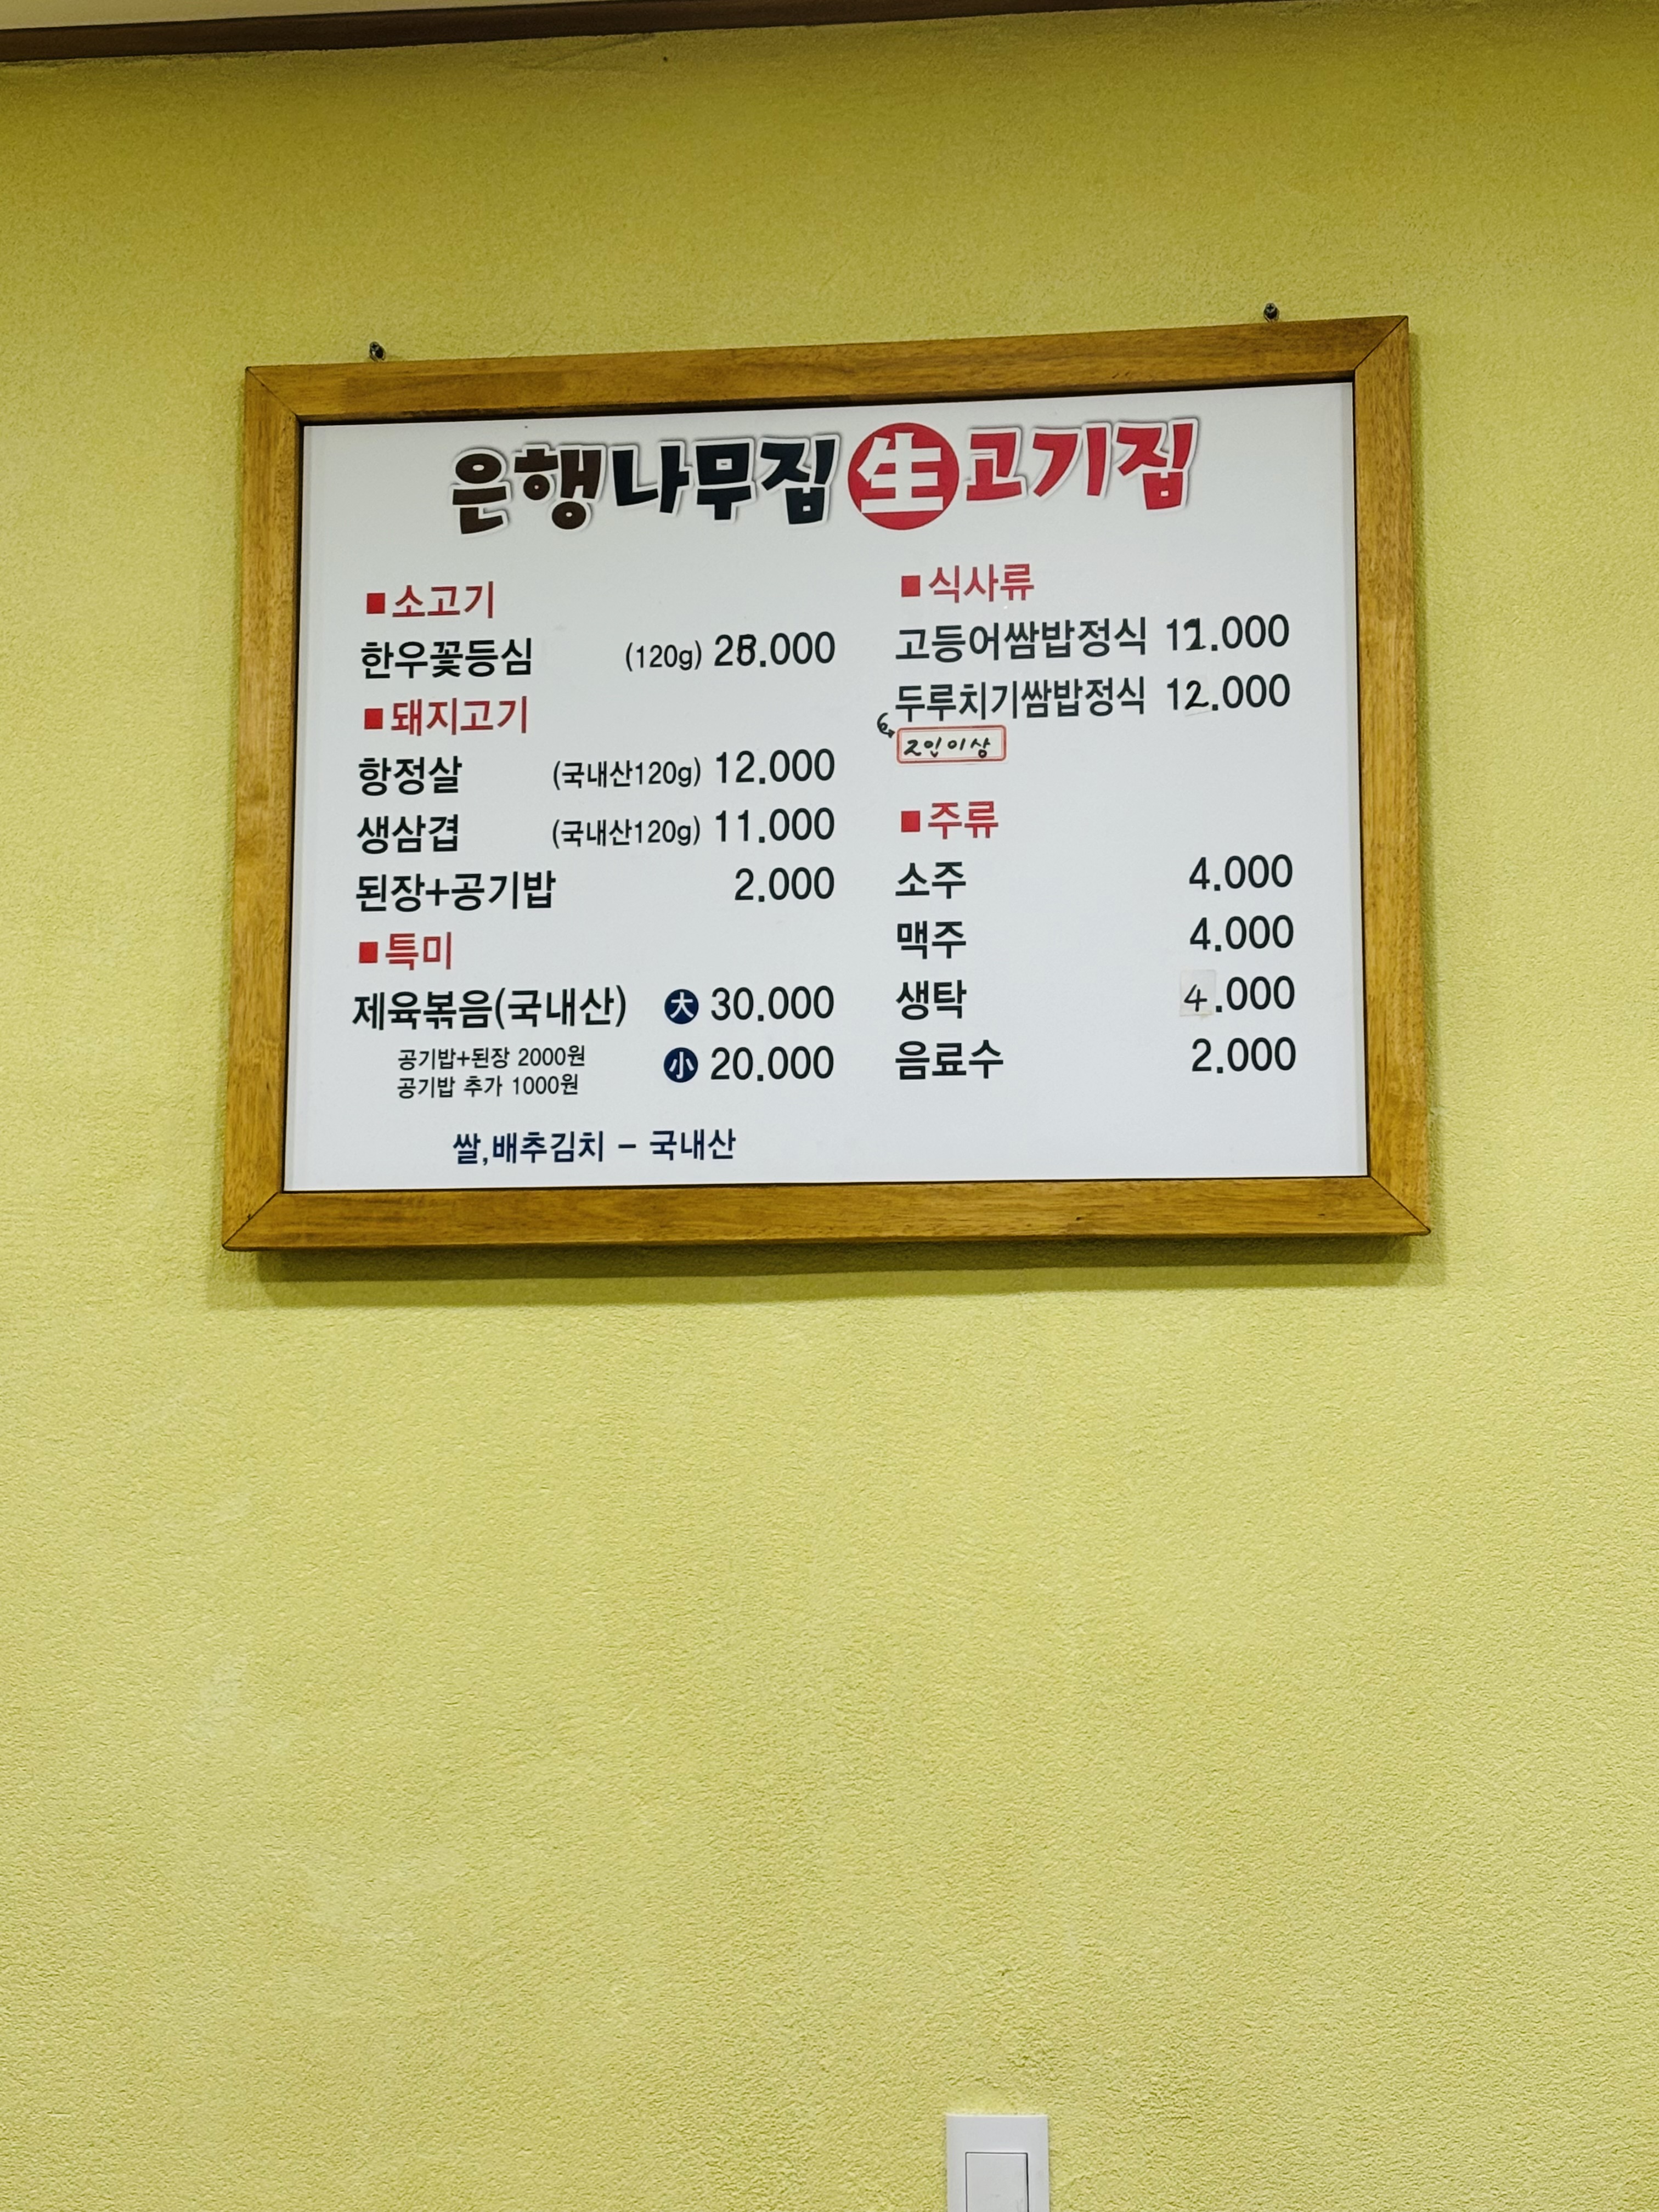 은행나무집 生 고기집
■소고기
한우꽃등심 (120g) 28.000
■돼지고기
항정살 (국내산120g) 12.000
생삼겹 (국내산120g) 11.000
된장+공기밥 2.000
■특미
제육볶음(국내산) 大 30.000
공기밥+된장 2000원
小 20.000
공기밥 추가 1000원
쌀,배추김치 – 국내산
■식사류
고등어쌈밥정식 12.000
두루치기쌈밥정식 12.000
2인이상
■주류
소주 4.000
맥주 4.000
생탁 4.000
음료수 2.000